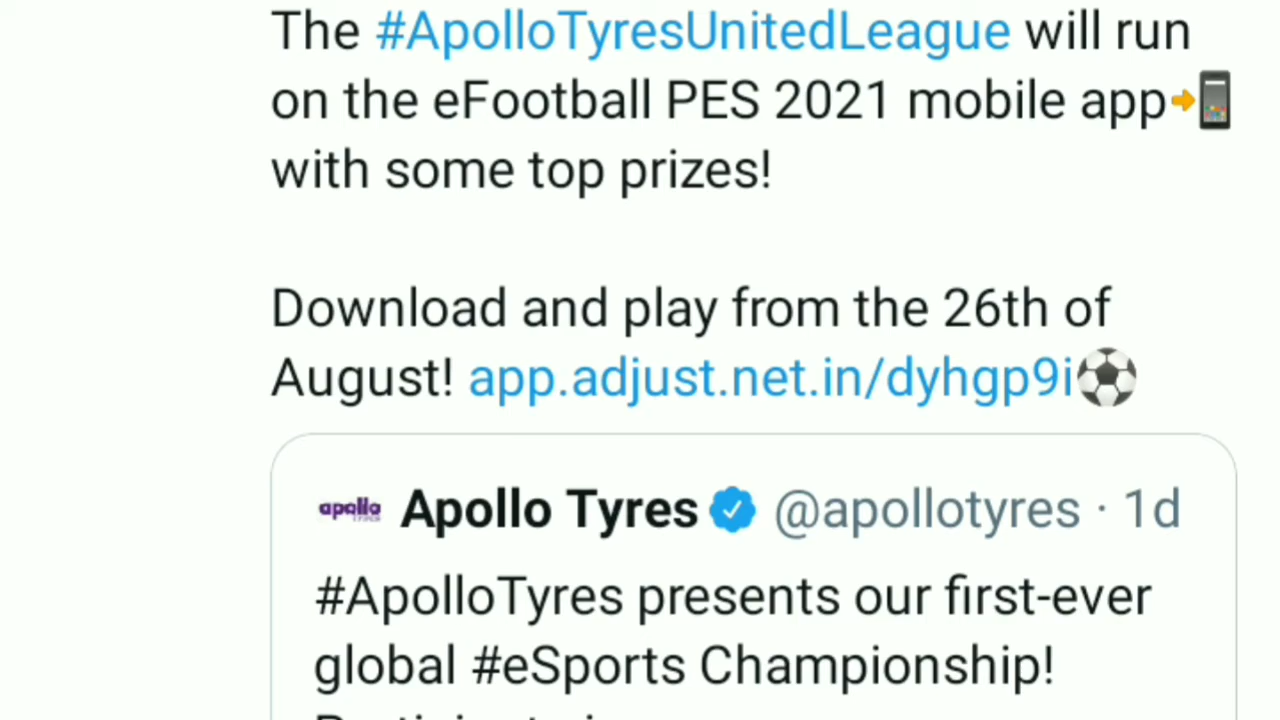 The #ApolloTyresUnitedLeague will run
on the eFootball PES 2021 mobile app📲
with some top prizes!
Download and play from the 26th of
August! app.adjust.net.in/dyhgp9i⚽
apollo Apollo Tyres @apollotyres · 1d
#ApolloTyres presents our first-ever
global #eSports Championship!